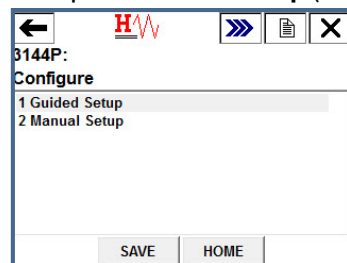 H
3144P:
Configure
1 Guided Setup
2 Manual Setup
SAVE HOME